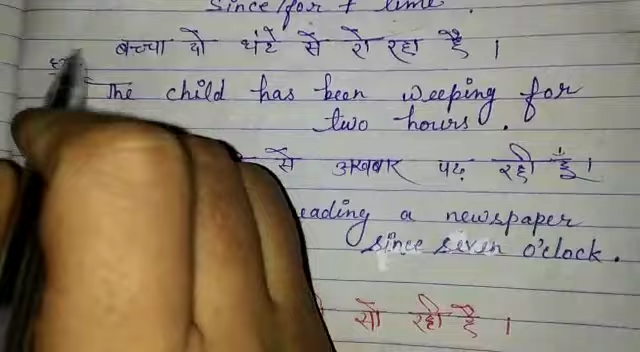 Since/for + time.
बच्चा दो घंटे से रो रहा है ।
The child has been weeping for
two hours.
से अखबार पढ़ रही हूँ।
eading a newspaper
since seven o'clock.
सो रही है ।